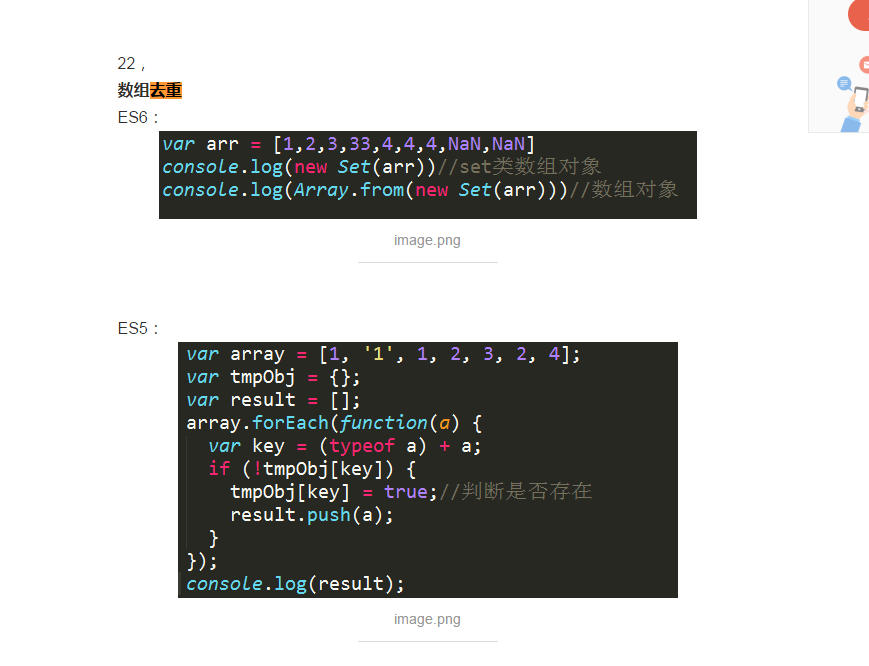 22，
数组去重
ES6：
var arr = [1,2,3,33,4,4,4,NaN,NaN]
console.log(new Set(arr))//set类数组对象
console.log(Array.from(new Set(arr)))//数组对象
image.png
ES5：
var array = [1, '1', 1, 2, 3, 2, 4];
var tmpObj = {};
var result = [];
array.forEach(function(a) {
  var key = (typeof a) + a;
  if (!tmpObj[key]) {
    tmpObj[key] = true;//判断是否存在
    result.push(a);
  }
});
console.log(result);
image.png